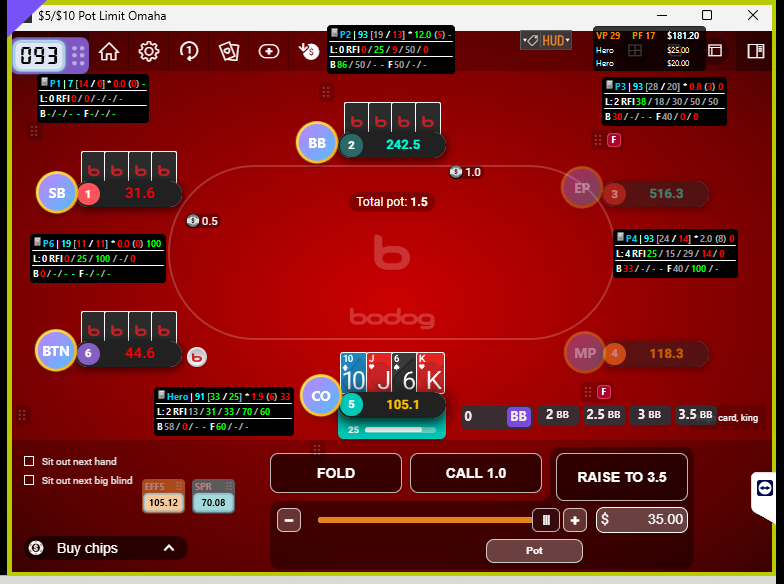 $5/$10 Pot Limit Omaha
093
P2 | 93 [19 / 13] * 12.0 (5) -
L: 0 RFI 0 / 25 / 9 / 50 / 0
B 86 / 50 / - - F 50 / - / -
HUD
VP 29 PF 17 $181.20
Hero $25.00
Hero $20.00
P1 | 7 [14 / 0] * 0.0 (0) -
L: 0 RFI 0 / 0 / - / - / -
B - / - / - - F - / - / -
P3 | 93 [28 / 20] * 0.8 (3) 0
L: 2 RFI 38 / 18 / 30 / 50 / 50
B 30 / - / - - F 40 / 0 / 0
F
BB
2
242.5
1.0
SB
1
31.6
EP
3
516.3
Total pot: 1.5
0.5
P6 | 19 [11 / 11] * 0.0 (0) 100
L: 0 RFI 0 / 25 / 100 / - / 0
B 0 / - / - - F - / - / -
P4 | 93 [24 / 14] * 2.0 (8) 0
L: 4 RFI 25 / 15 / 29 / 14 / 0
B 33 / - / - - F 40 / 100 / -
b
bodog
BTN
6
44.6
b
MP
4
118.3
F
Hero | 91 [33 / 25] * 1.9 (6) 33
L: 2 RFI 13 / 31 / 33 / 70 / 60
B 58 / 0 / - - F 60 / - / -
10 J 6 K
10 J 6 K
CO
5
105.1
25
0 BB
2 BB
2.5 BB
3 BB
3.5 BB
card, king
Sit out next hand
Sit out next big blind
EFFS
105.12
SPR
70.08
FOLD
CALL 1.0
RAISE TO 3.5
$ 35.00
Buy chips
Pot